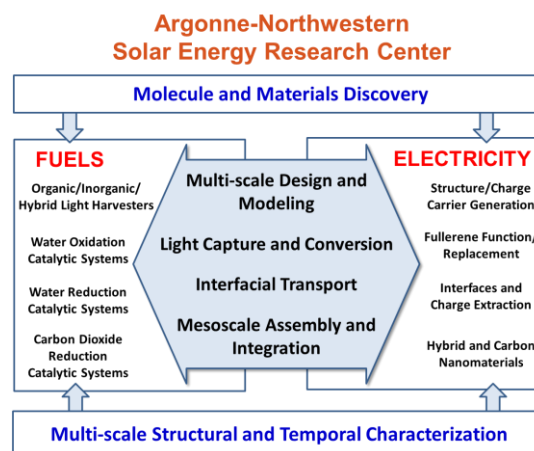 Argonne-Northwestern
Solar Energy Research Center
Molecule and Materials Discovery
FUELS
Organic/Inorganic/
Hybrid Light Harvesters
Water Oxidation
Catalytic Systems
Water Reduction
Catalytic Systems
Carbon Dioxide
Reduction
Catalytic Systems
Multi-scale Design and
Modeling
Light Capture and Conversion
Interfacial Transport
Mesoscale Assembly and
Integration
ELECTRICITY
Structure/Charge
Carrier Generation
Fullerene Function/
Replacement
Interfaces and
Charge Extraction
Hybrid and Carbon
Nanomaterials
Multi-scale Structural and Temporal Characterization